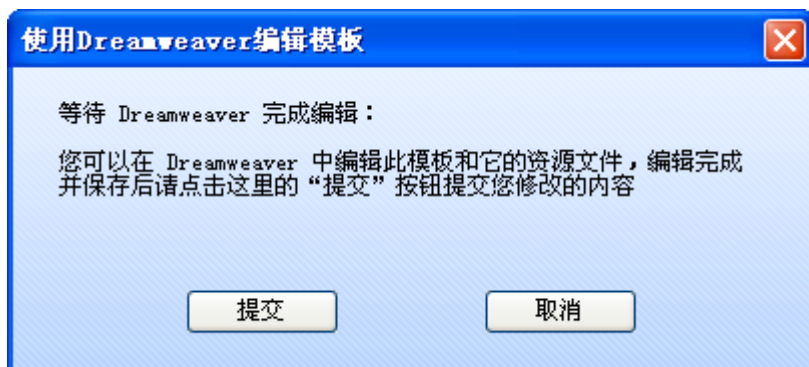 使用Dreamweaver编辑模板
等待 Dreamweaver 完成编辑：
您可以在 Dreamweaver 中编辑此模板和它的资源文件，编辑完成
并保存后请点击这里的“提交”按钮提交您修改的内容
提交
取消